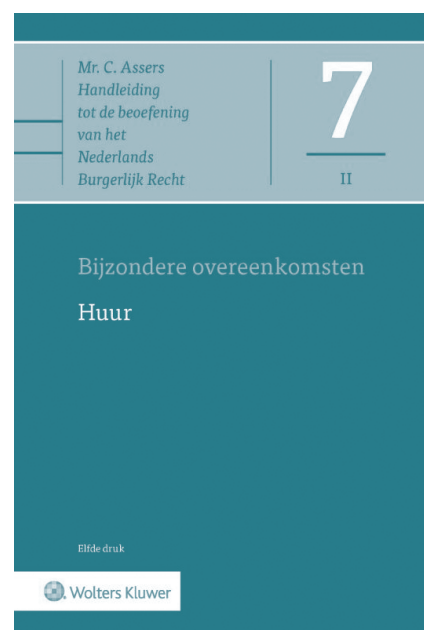 Mr. C. Assers
Handleiding
tot de beoefening
van het
Nederlands
Burgerlijk Recht
7
II
Bijzondere overeenkomsten
Huur
Elfde druk
Wolters Kluwer